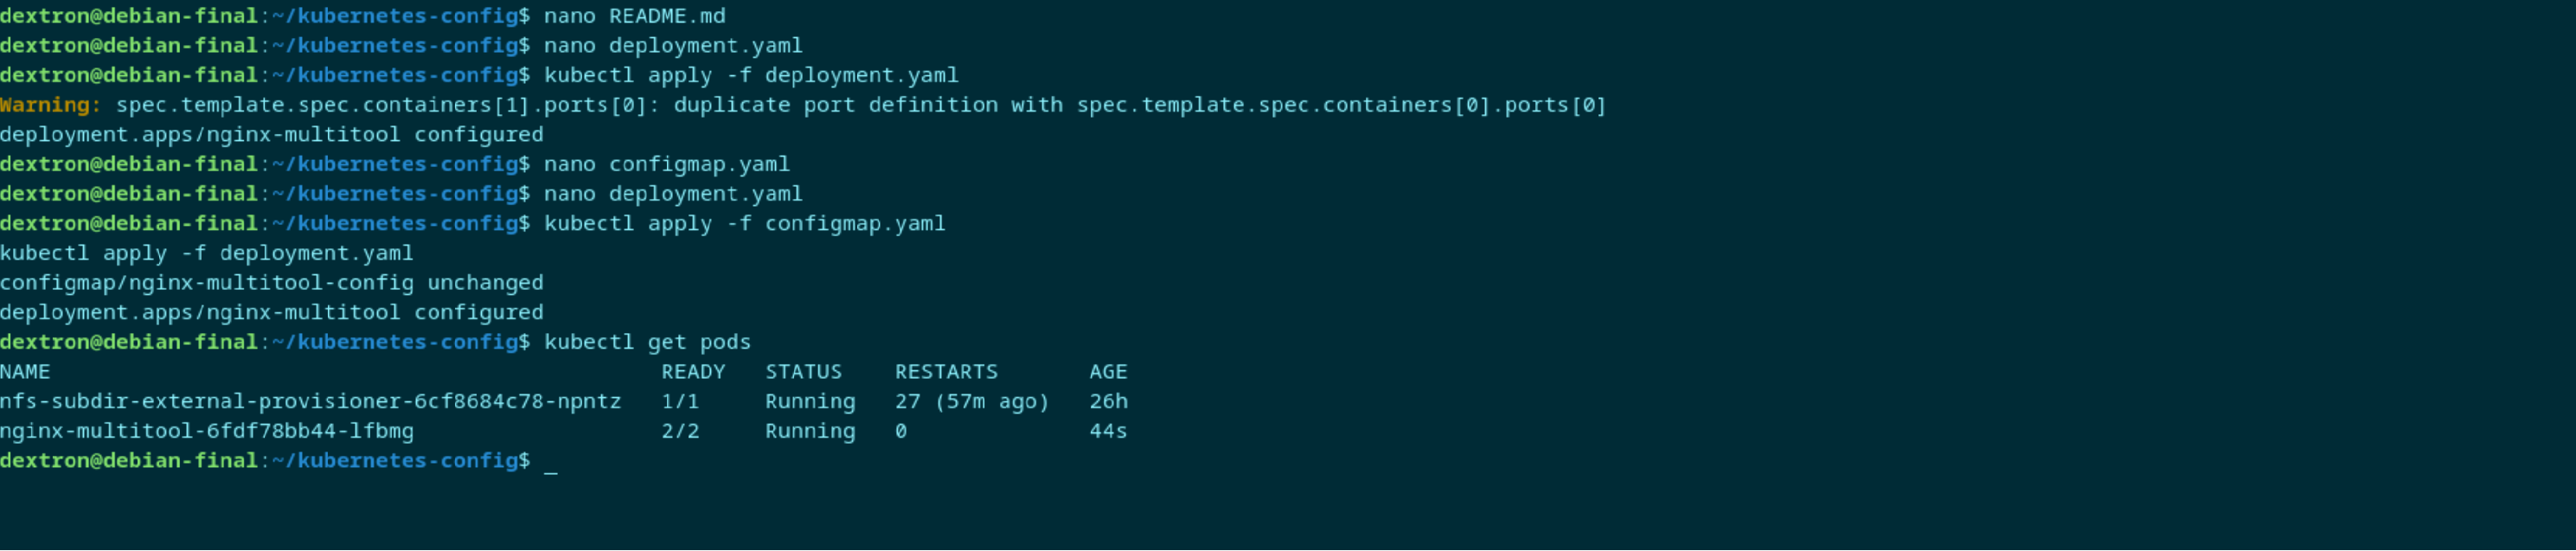 dextron@debian-final:~/kubernetes-config$ nano README.md
dextron@debian-final:~/kubernetes-config$ nano deployment.yaml
dextron@debian-final:~/kubernetes-config$ kubectl apply -f deployment.yaml
Warning: spec.template.spec.containers[1].ports[0]: duplicate port definition with spec.template.spec.containers[0].ports[0]
deployment.apps/nginx-multitool configured
dextron@debian-final:~/kubernetes-config$ nano configmap.yaml
dextron@debian-final:~/kubernetes-config$ nano deployment.yaml
dextron@debian-final:~/kubernetes-config$ kubectl apply -f configmap.yaml
kubectl apply -f deployment.yaml
configmap/nginx-multitool-config unchanged
deployment.apps/nginx-multitool configured
dextron@debian-final:~/kubernetes-config$ kubectl get pods
NAME                                               READY   STATUS    RESTARTS       AGE
nfs-subdir-external-provisioner-6cf8684c78-npntz   1/1     Running   27 (57m ago)   26h
nginx-multitool-6fdf78bb44-lfbmg                   2/2     Running   0              44s
dextron@debian-final:~/kubernetes-config$ _